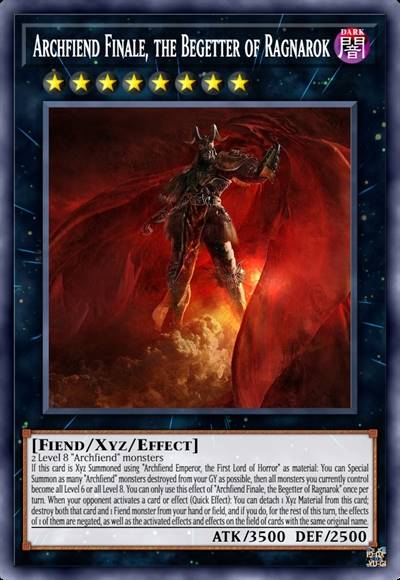 ARCHFIEND FINALE, THE BEGETTER OF RAGNAROK
DARK
闇
[FIEND/XYZ/EFFECT]
2 Level 8 "Archfiend" monsters
If this card is Xyz Summoned using "Archfiend Emperor, the First Lord of Horror" as material: You can Special
Summon as many "Archfiend" monsters destroyed from your GY as possible, then all monsters you currently control
become all Level 6 or all Level 8. You can only use this effect of "Archfiend Finale, the Begetter of Ragnarok" once per
turn. When your opponent activates a card or effect (Quick Effect): You can detach 1 Xyz Material from this card;
destroy both that card and 1 Fiend monster from your hand or field, and if you do, for the rest of this turn, the effects
of 1 of them are negated, as well as the activated effects and effects on the field of cards with the same original name.
ATK/3500 DEF/2500